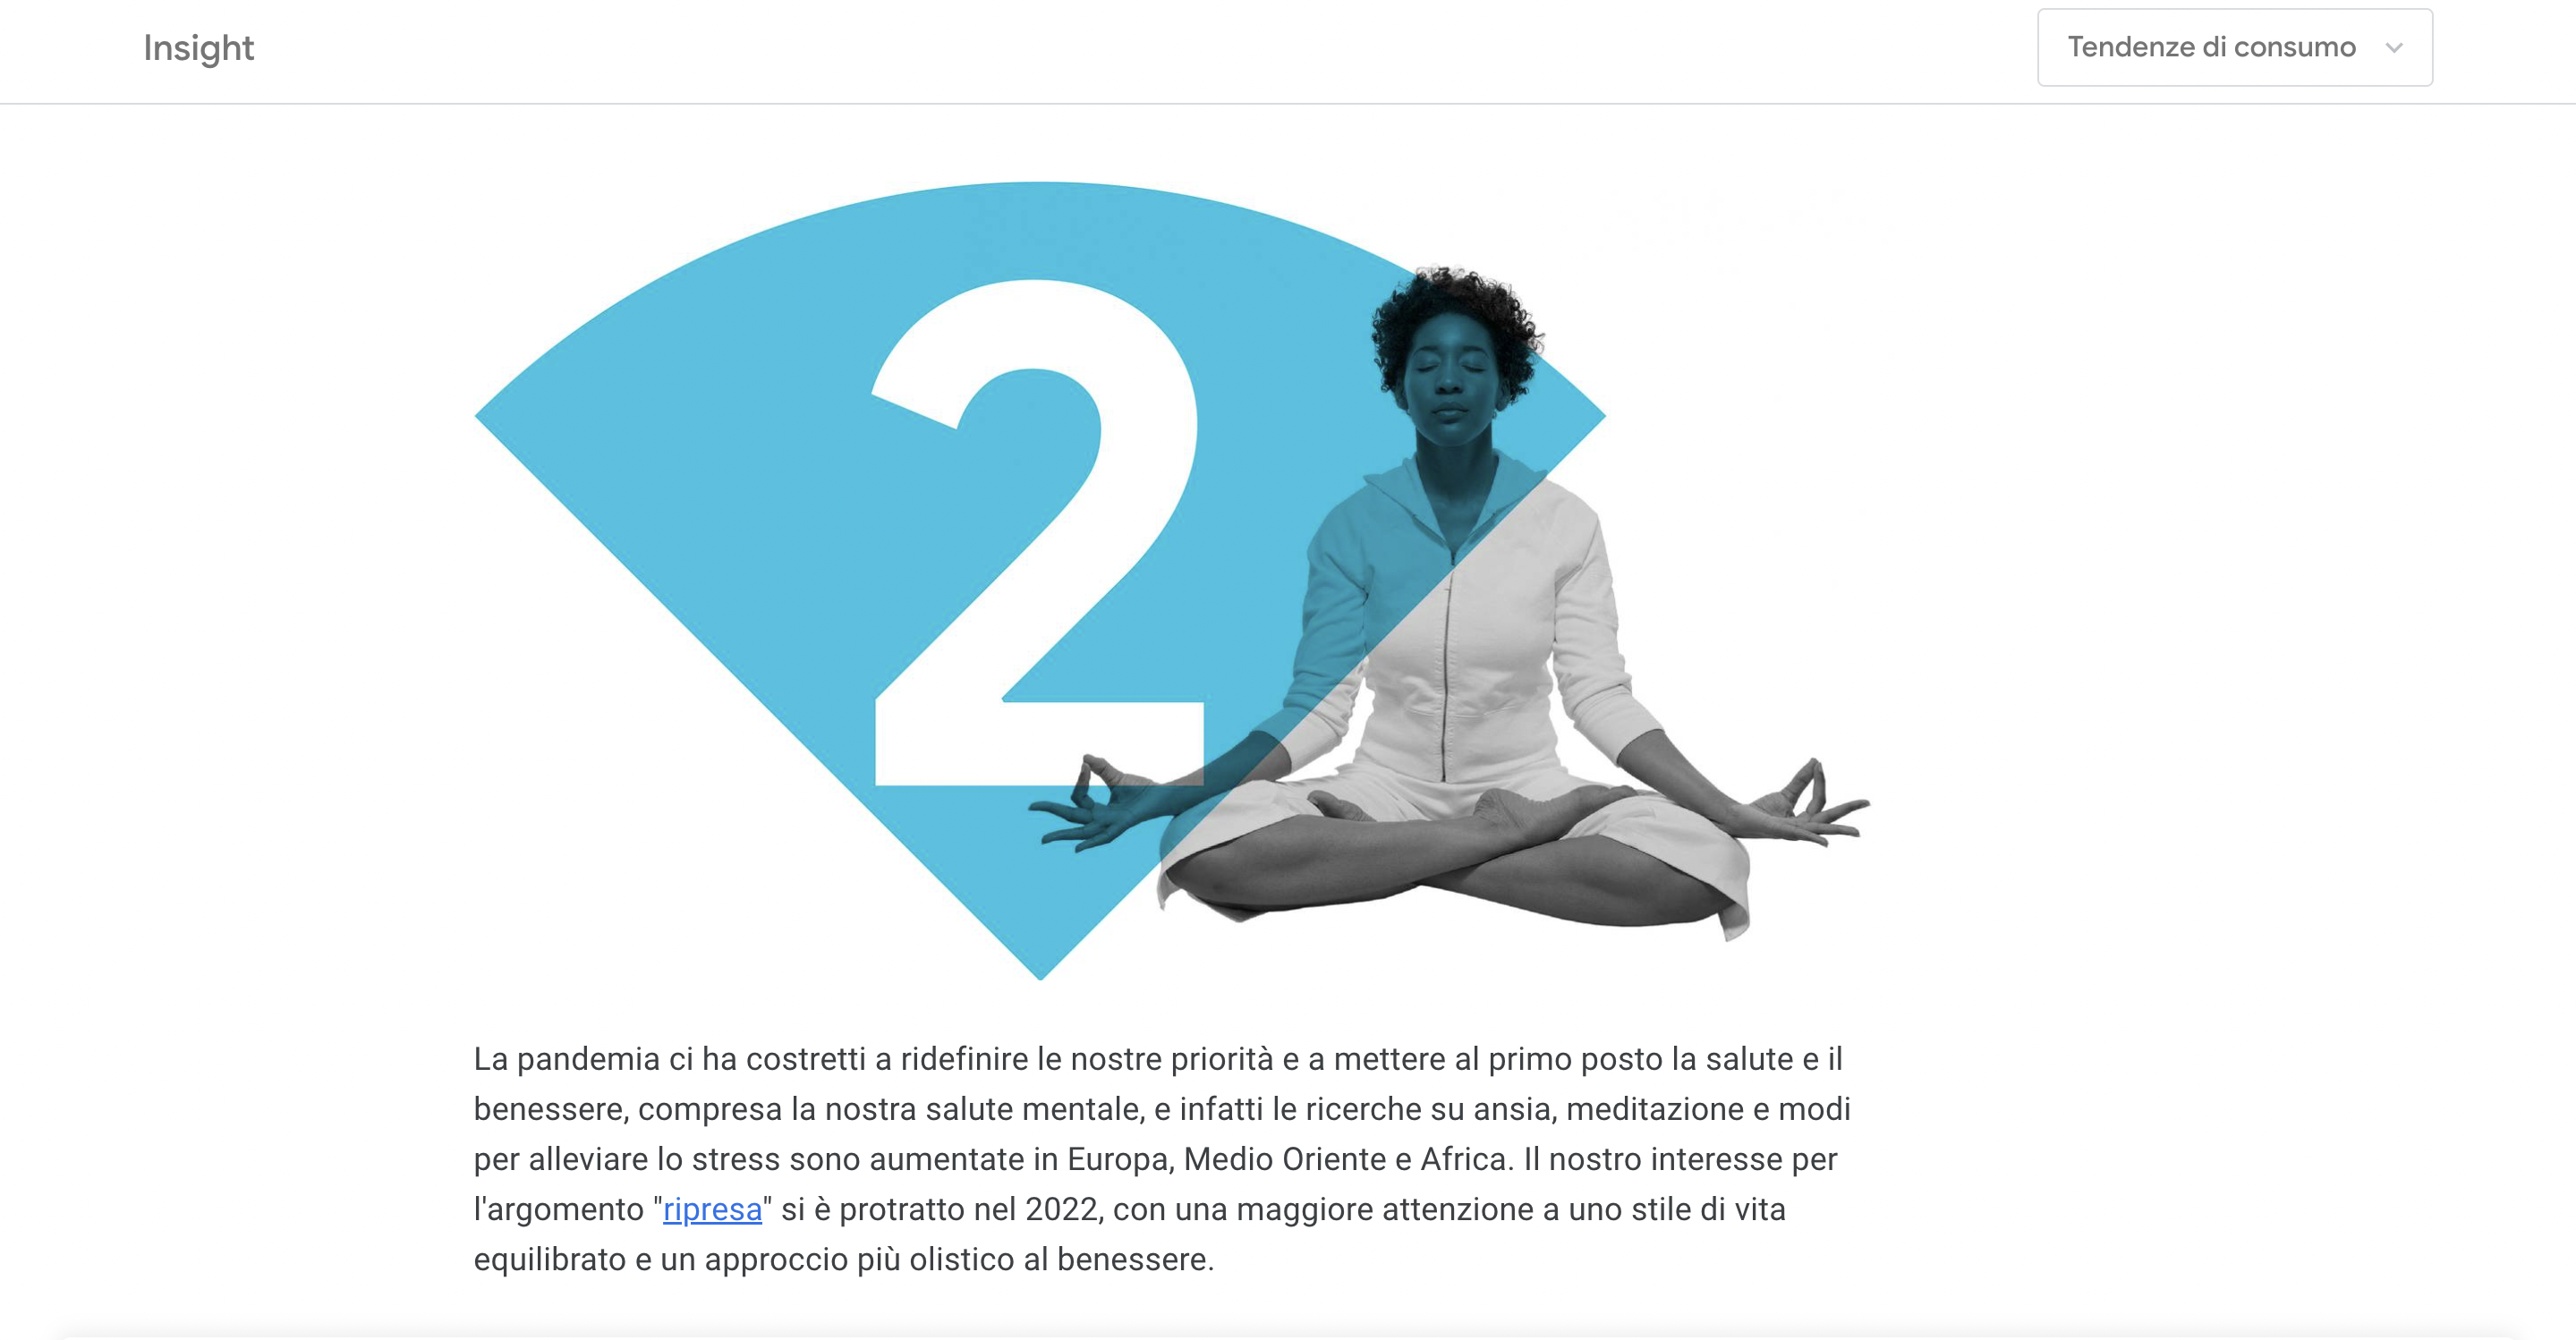 Insight
Tendenze di consumo
2
La pandemia ci ha costretti a ridefinire le nostre priorità e a mettere al primo posto la salute e il
benessere, compresa la nostra salute mentale, e infatti le ricerche su ansia, meditazione e modi
per alleviare lo stress sono aumentate in Europa, Medio Oriente e Africa. Il nostro interesse per
l'argomento "ripresa" si è protratto nel 2022, con una maggiore attenzione a uno stile di vita
equilibrato e un approccio più olistico al benessere.